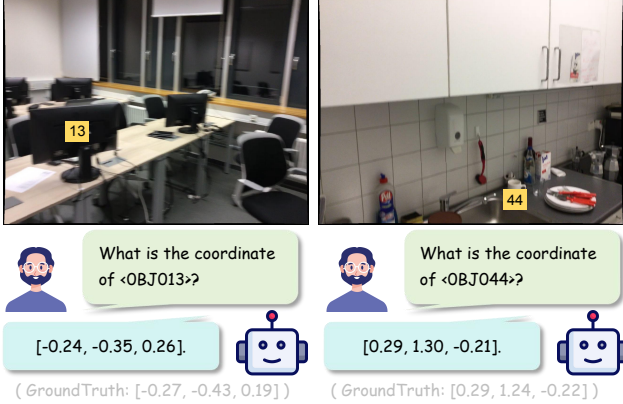 13
44
What is the coordinate
of <OBJ013>?
What is the coordinate
of <OBJ044>?
[-0.24, -0.35, 0.26].
[0.29, 1.30, -0.21].
( GroundTruth: [-0.27, -0.43, 0.19] )
( GroundTruth: [0.29, 1.24, -0.22] )